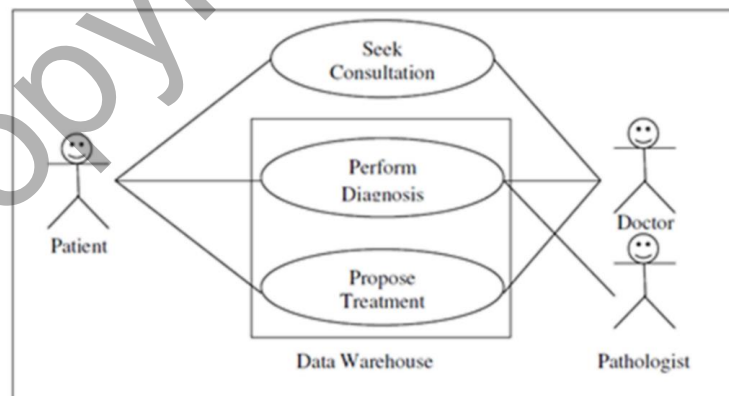 Seek
Consultation
Perform
Diagnosis
Patient
Doctor
Propose
Treatment
Data Warehouse
Pathologist